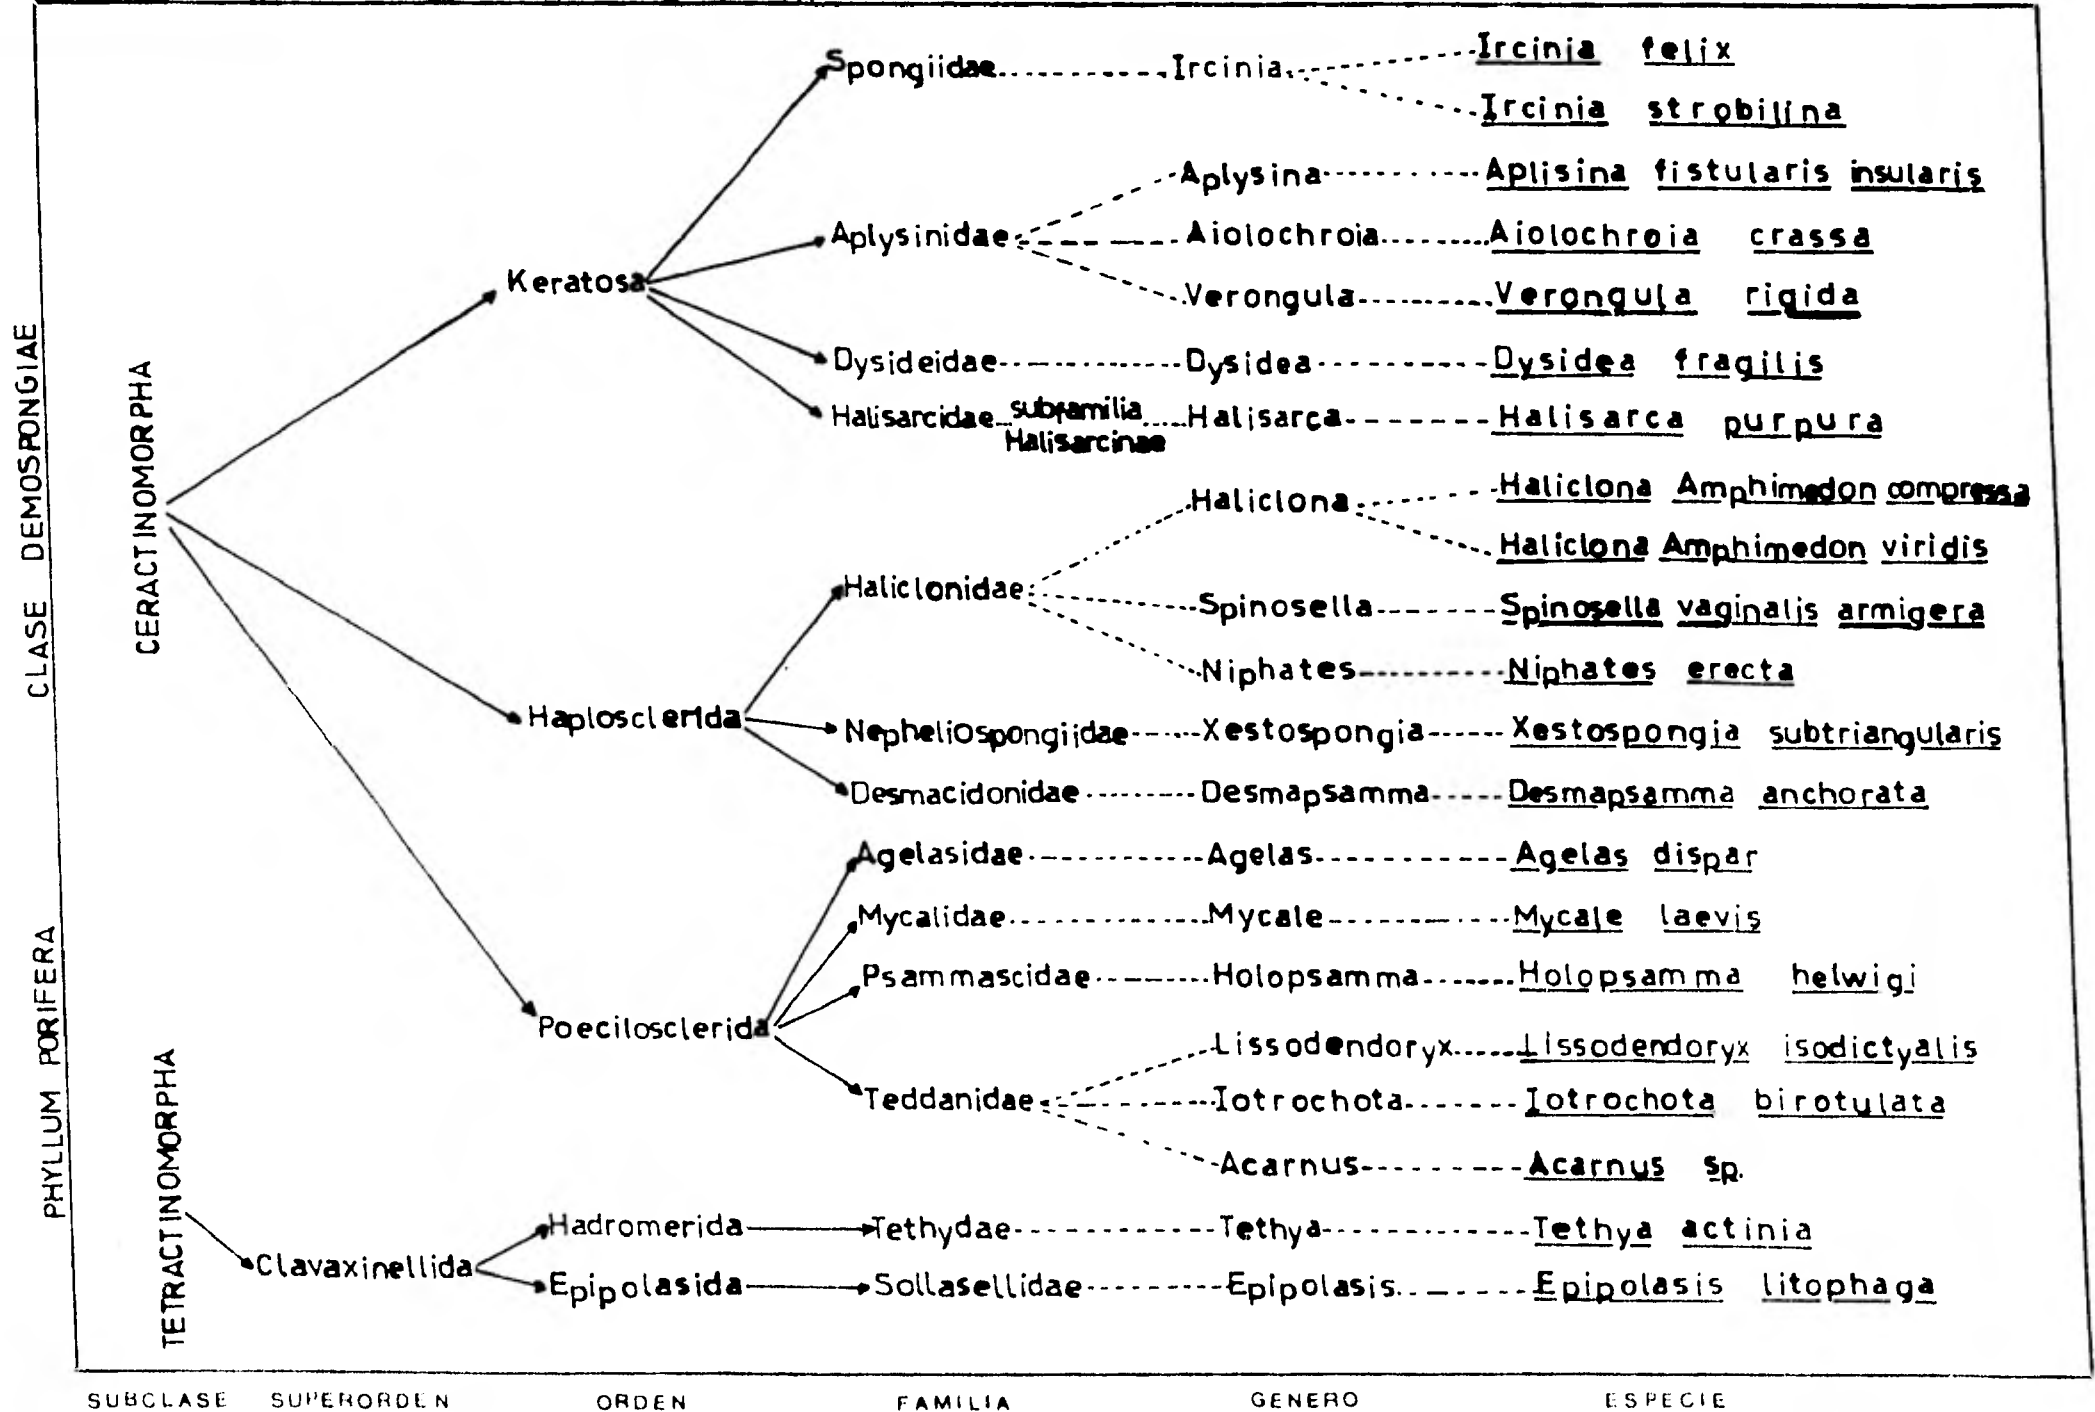 Spongiidae Ircinia Ircinia felix
Ircinia strobilina
Aplysina Aplisina fistularis insularis
Aplysinidae Aiolochroia Aiolochroia crassa
Keratosa
Verongula Verongula rigida
Dysideidae Dysidea Dysidea fragilis
Halisarcidae subfamilia Halisarca Halisarca purpura
Halisarcinae
Haliclona Haliclona Amphimedon compressa
Haliclona Amphimedon viridis
Haliclonidae Spinosella Spinosella vaginalis armigera
Niphates Niphates erecta
Haplosclerida Nepheliospongiidae Xestospongia Xestospongia subtriangularis
Desmacidonidae Desmapsamma Desmapsamma anchorata
Agelasidae Agelas Agelas dispar
Mycalidae Mycale Mycale laevis
Psammascidae Holopsamma Holopsamma helwigi
Poecilosclerida
Lissodendoryx Lissodendoryx isodictyalis
Teddanidae Iotrochota Iotrochota birotulata
Acarnus Acarnus sp.
Hadromerida Tethydae Tethya Tethya actinia
Clavaxinellida
Epipolasida Sollasellidae Epipolasis Epipolasis litophaga
CLASE DEMOSPONGIAE
PHYLLUM PORIFERA
CERACTINOMORPHA
TETRACTINOMORPHA
SUBCLASE SUPERORDEN ORDEN FAMILIA GENERO ESPECIE